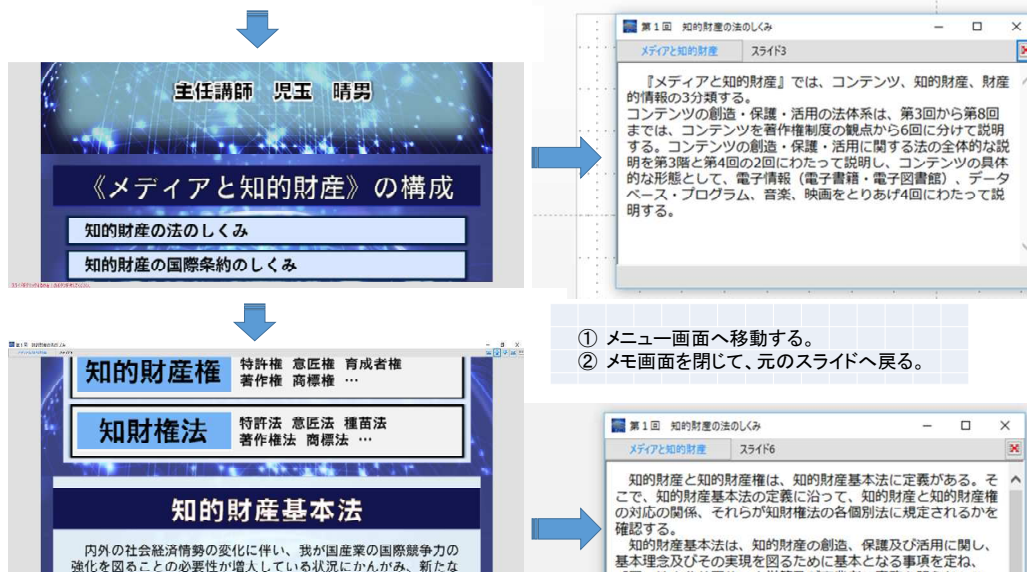 主任講師 児玉 晴男
《メディアと知的財産》の構成
知的財産の法のしくみ
知的財産の国際条約のしくみ
第1回 知的財産の法のしくみ
メディアと知的財産 スライド3
『メディアと知的財産』では、コンテンツ、知的財産、財産
的情報の3分類する。
コンテンツの創造・保護・活用の法体系は、第3回から第8回
までは、コンテンツを著作権制度の観点から6回に分けて説明
する。コンテンツの創造・保護・活用に関する法の全体的な説
明を第3階と第4回の2回にわたって説明し、コンテンツの具体
的な形態として、電子情報（電子書籍・電子図書館）、データ
ベース・プログラム、音楽、映画をとりあげ4回にわたって説
明する。
① メニュー画面へ移動する。
② メモ画面を閉じて、元のスライドへ戻る。
知的財産権 特許権 意匠権 育成者権
著作権 商標権 …
知財権法 特許法 意匠法 種苗法
著作権法 商標法 …
知的財産基本法
内外の社会経済情勢の変化に伴い、我が国産業の国際競争力の
強化を図ることの必要性が増大している状況にかんがみ、新たな
第1回 知的財産の法のしくみ
メディアと知的財産 スライド6
知的財産と知的財産権は、知的財産基本法に定義がある。そ
こで、知的財産基本法の定義に沿って、知的財産と知的財産権
の対応の関係、それらが知財権法の各個別法に規定されるかを
確認する。
知的財産基本法は、知的財産の創造、保護及び活用に関し、
基本理念及びその実現を図るために基本となる事項を定め、